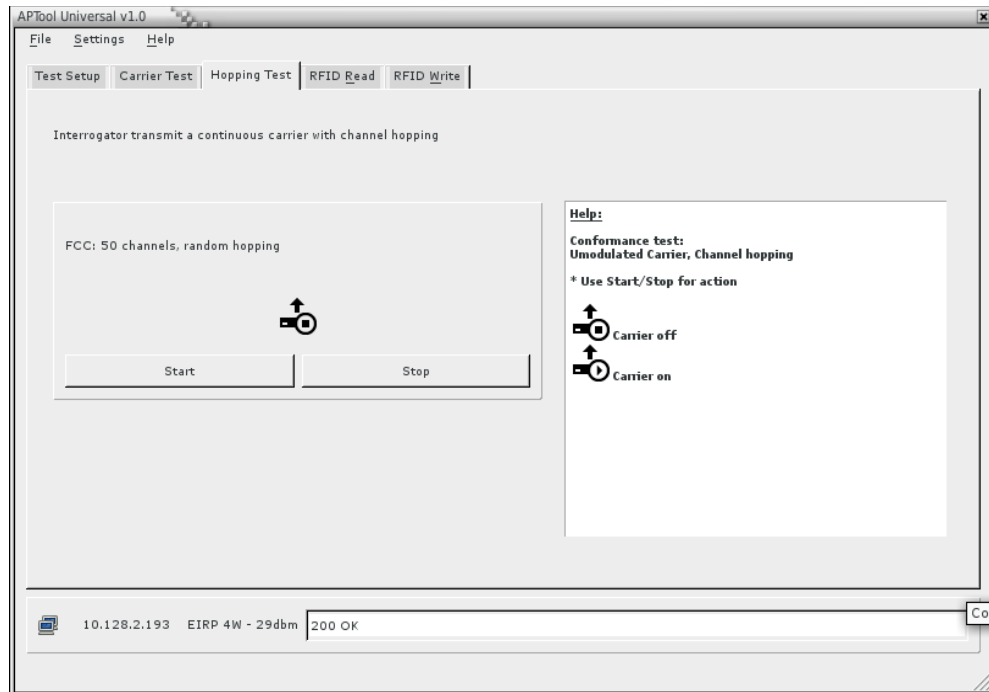 APTool Universal v1.0
File Settings Help
Test Setup Carrier Test Hopping Test RFID Read RFID Write
Interrogator transmit a continuous carrier with channel hopping
FCC: 50 channels, random hopping
Start Stop
Help:
Conformance test:
Umodulated Carrier, Channel hopping
* Use Start/Stop for action
Carrier off
Carrier on
10.128.2.193 EIRP 4W - 29dbm 200 OK
Co